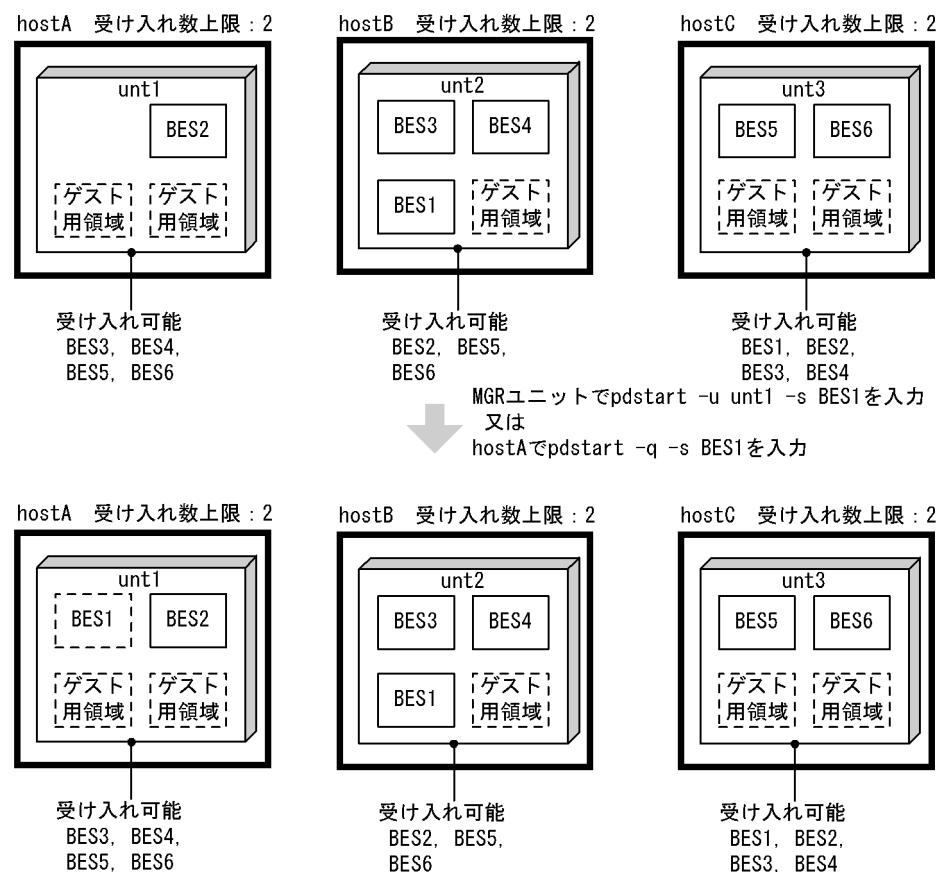 hostA　受け入れ数上限：2
hostB　受け入れ数上限：2
hostC　受け入れ数上限：2
unt1
BES2
ゲスト
用領域
ゲスト
用領域
unt2
BES3
BES4
BES1
ゲスト
用領域
unt3
BES5
BES6
ゲスト
用領域
ゲスト
用領域
受け入れ可能
BES3, BES4,
BES5, BES6
受け入れ可能
BES2, BES5,
BES6
受け入れ可能
BES1, BES2,
BES3, BES4
MGRユニットでpdstart -u unt1 -s BES1を入力
又は
hostAでpdstart -q -s BES1を入力
hostA　受け入れ数上限：2
hostB　受け入れ数上限：2
hostC　受け入れ数上限：2
unt1
BES1
BES2
ゲスト
用領域
ゲスト
用領域
unt2
BES3
BES4
BES1
ゲスト
用領域
unt3
BES5
BES6
ゲスト
用領域
ゲスト
用領域
受け入れ可能
BES3, BES4,
BES5, BES6
受け入れ可能
BES2, BES5,
BES6
受け入れ可能
BES1, BES2,
BES3, BES4